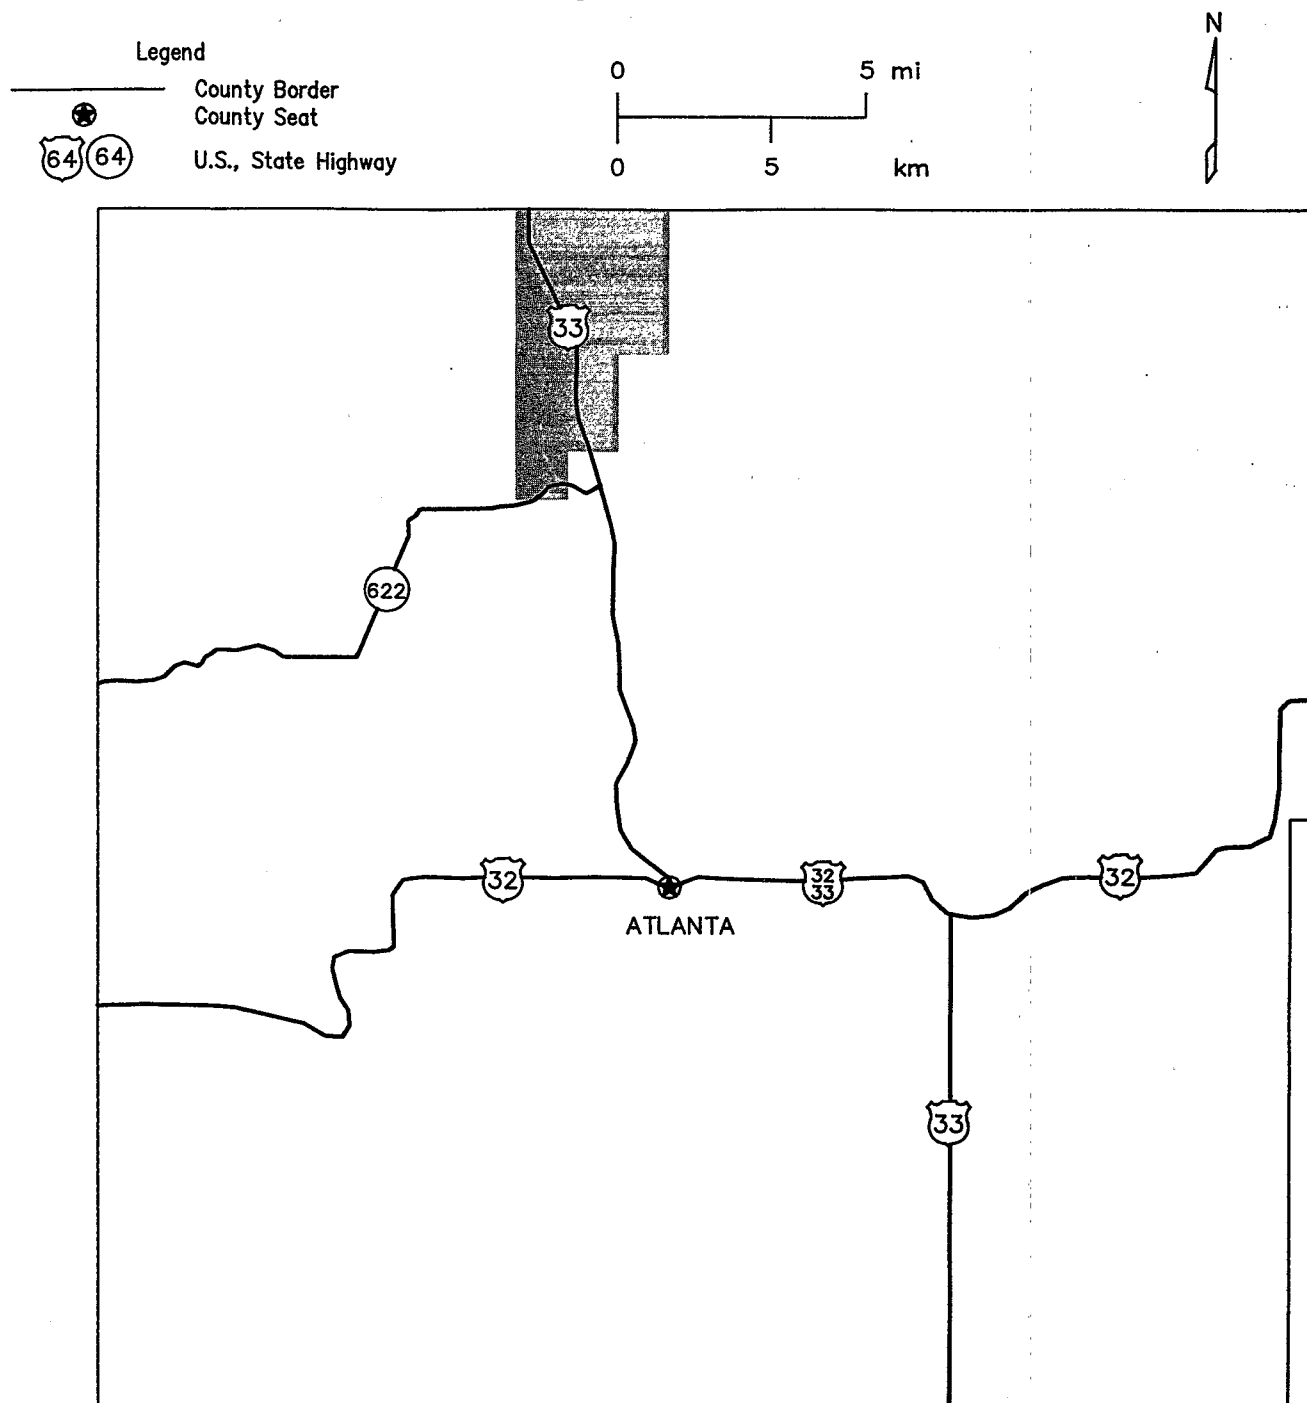 Legend
County Border
County Seat
64 64 U.S., State Highway
0 5 mi
0 5 km
N
33
622
32
32
33
32
ATLANTA
33